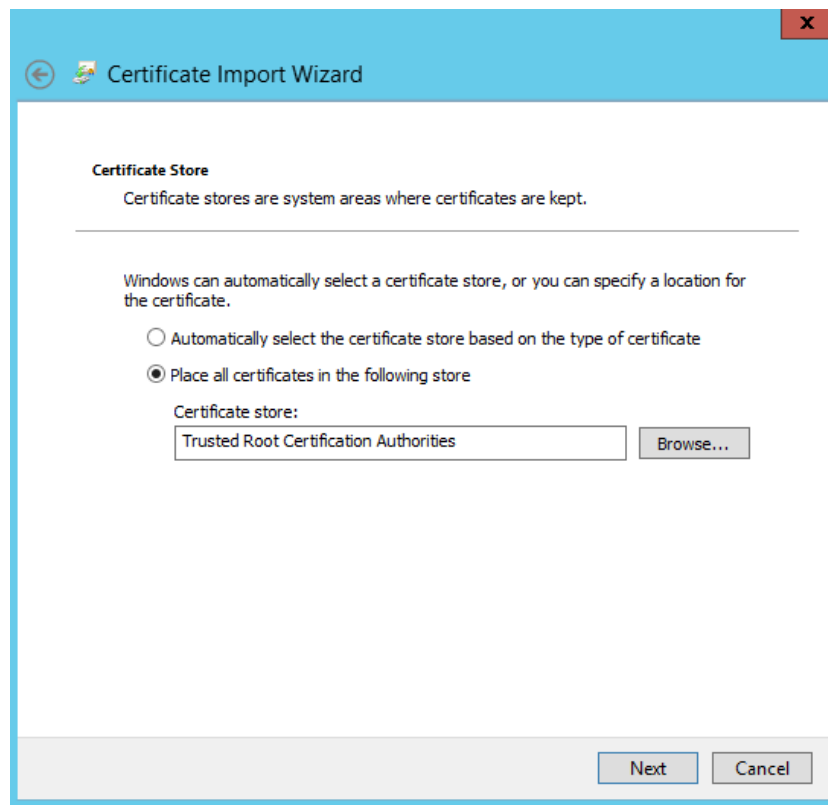 x
Certificate Import Wizard
Certificate Store
Certificate stores are system areas where certificates are kept.
Windows can automatically select a certificate store, or you can specify a location for
the certificate.
Automatically select the certificate store based on the type of certificate
Place all certificates in the following store
Certificate store:
Trusted Root Certification Authorities
Browse...
Next
Cancel